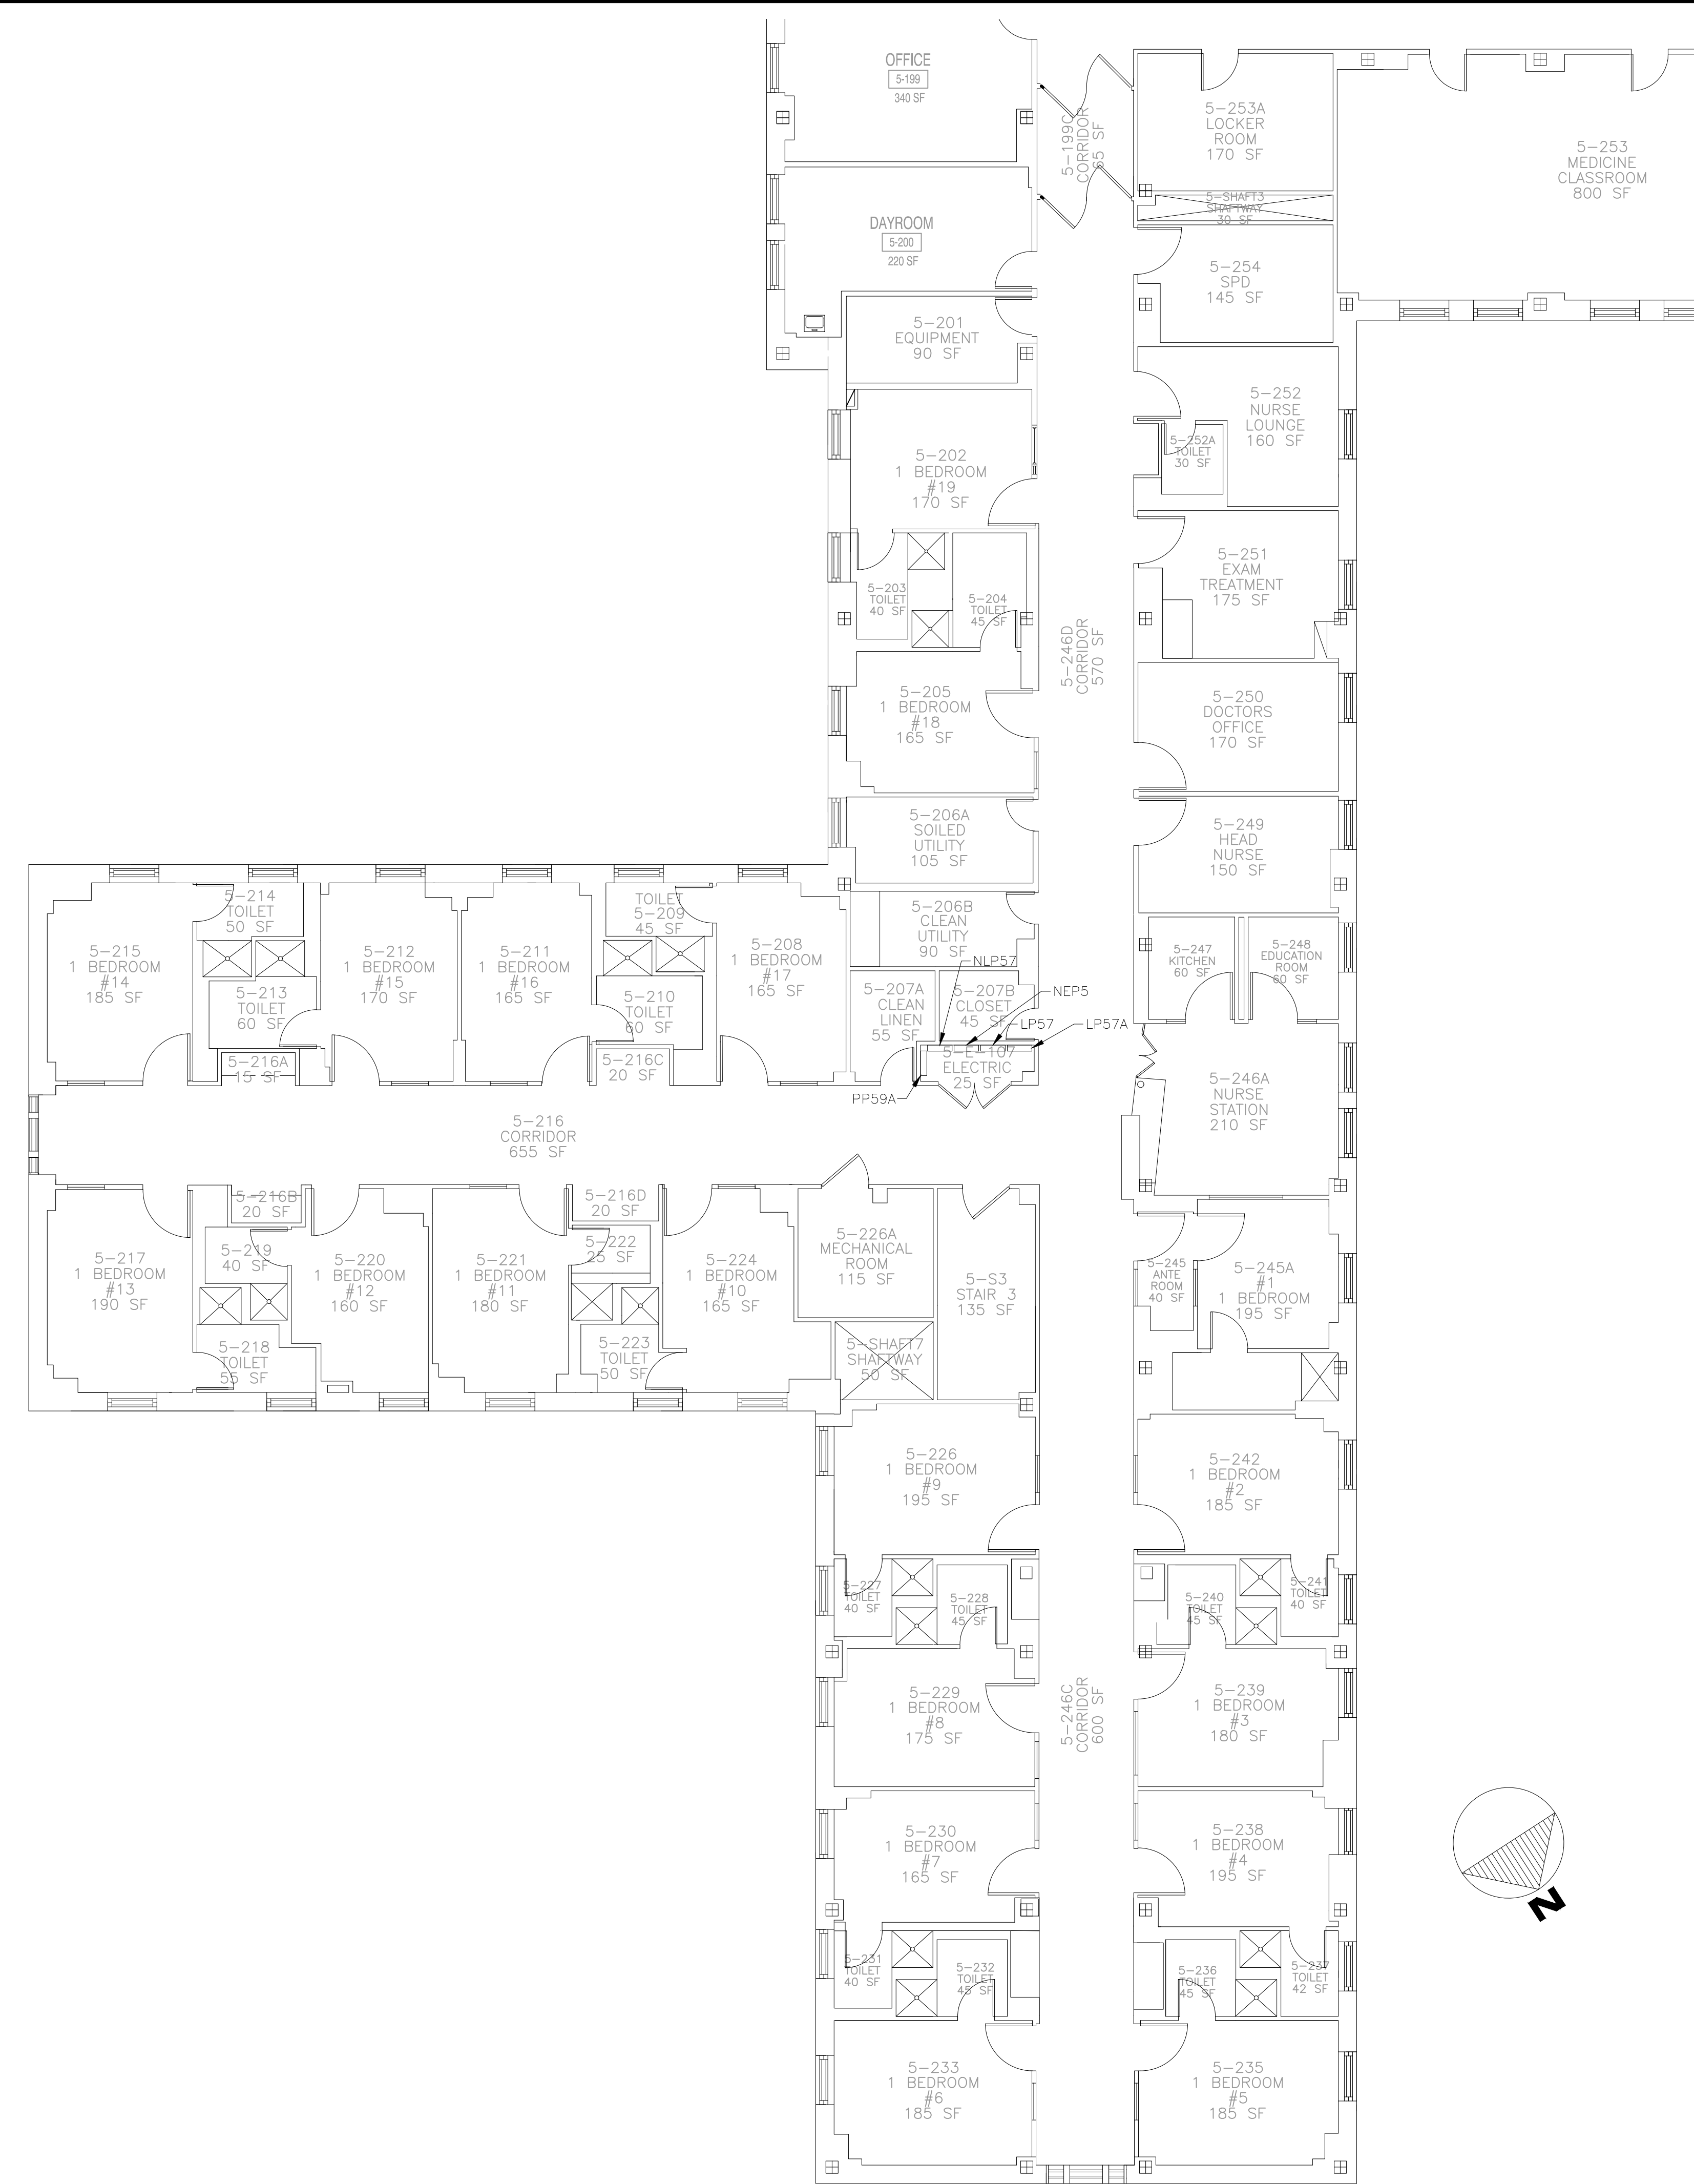 OFFICE
5-199
340 SF
5-199C
CORRIDOR
65 SF
5-253A
LOCKER
ROOM
170 SF
5-253
MEDICINE
CLASSROOM
800 SF
5-SHAFT3
SHAFTWAY
30 SF
DAYROOM
5-200
220 SF
5-254
SPD
145 SF
5-201
EQUIPMENT
90 SF
5-252
NURSE
LOUNGE
160 SF
5-252A
TOILET
30 SF
5-202
1 BEDROOM
#19
170 SF
5-203
TOILET
40 SF
5-204
TOILET
45 SF
5-251
EXAM
TREATMENT
175 SF
5-246D
CORRIDOR
570 SF
5-205
1 BEDROOM
#18
165 SF
5-250
DOCTORS
OFFICE
170 SF
5-206A
SOILED
UTILITY
105 SF
5-249
HEAD
NURSE
150 SF
5-214
TOILET
50 SF
TOILET
5-209
45 SF
5-206B
CLEAN
UTILITY
90 SF
5-215
1 BEDROOM
#14
185 SF
5-212
1 BEDROOM
#15
170 SF
5-211
1 BEDROOM
#16
165 SF
5-208
1 BEDROOM
#17
165 SF
5-247
KITCHEN
60 SF
5-248
EDUCATION
ROOM
60 SF
NLP57
5-213
TOILET
60 SF
5-210
TOILET
60 SF
5-207A
CLEAN
LINEN
55 SF
5-207B
CLOSET
45 SF
NEP5
LP57
LP57A
5-216A
15 SF
5-216C
20 SF
5-E-107
ELECTRIC
25 SF
PP59A
5-246A
NURSE
STATION
210 SF
5-216
CORRIDOR
655 SF
5-216B
20 SF
5-216D
20 SF
5-217
1 BEDROOM
#13
190 SF
5-219
40 SF
5-220
1 BEDROOM
#12
160 SF
5-221
1 BEDROOM
#11
180 SF
5-222
25 SF
5-224
1 BEDROOM
#10
165 SF
5-226A
MECHANICAL
ROOM
115 SF
5-S3
STAIR 3
135 SF
5-245
ANTE
ROOM
40 SF
5-245A
#1
1 BEDROOM
195 SF
5-218
TOILET
55 SF
5-223
TOILET
50 SF
5-SHAFT7
SHAFTWAY
50 SF
5-226
1 BEDROOM
#9
195 SF
5-242
1 BEDROOM
#2
185 SF
5-227
TOILET
40 SF
5-228
TOILET
45 SF
5-240
TOILET
45 SF
5-241
TOILET
40 SF
5-229
1 BEDROOM
#8
175 SF
5-246C
CORRIDOR
600 SF
5-239
1 BEDROOM
#3
180 SF
5-230
1 BEDROOM
#7
165 SF
5-238
1 BEDROOM
#4
195 SF
N
5-231
TOILET
40 SF
5-232
TOILET
45 SF
5-236
TOILET
45 SF
5-237
TOILET
42 SF
5-233
1 BEDROOM
#6
185 SF
5-235
1 BEDROOM
#5
185 SF